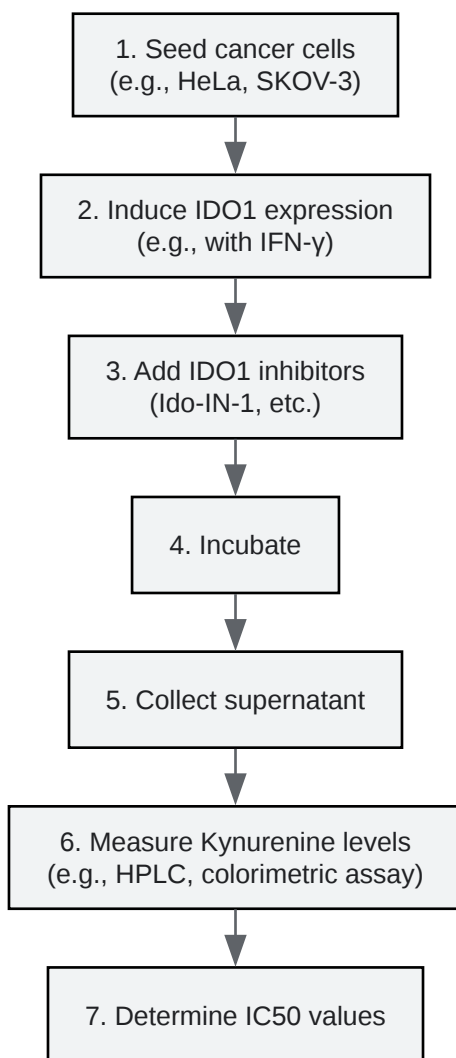 1. Seed cancer cells
(e.g., HeLa, SKOV-3)
2. Induce IDO1 expression
(e.g., with IFN-γ)
3. Add IDO1 inhibitors
(Ido-IN-1, etc.)
4. Incubate
5. Collect supernatant
6. Measure Kynurenine levels
(e.g., HPLC, colorimetric assay)
7. Determine IC50 values